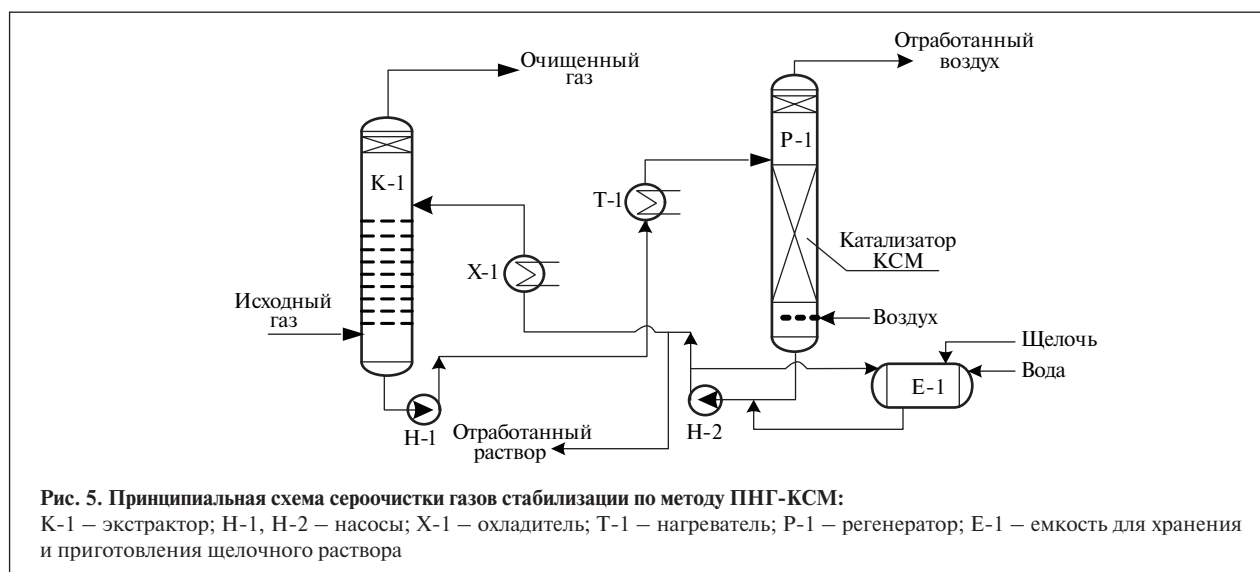 Очищенный
газ
Отработанный
воздух
К-1
Р-1
Т-1
Х-1
Катализатор
КСМ
Исходный
газ
Воздух
Щелочь
Вода
Е-1
Н-1
Н-2
Отработанный
раствор
Рис. 5. Принципиальная схема сероочистки газов стабилизации по методу ПНГ-КСМ:
К-1 – экстрактор; Н-1, Н-2 – насосы; Х-1 – охладитель; Т-1 – нагреватель; Р-1 – регенератор; Е-1 – емкость для хранения
и приготовления щелочного раствора